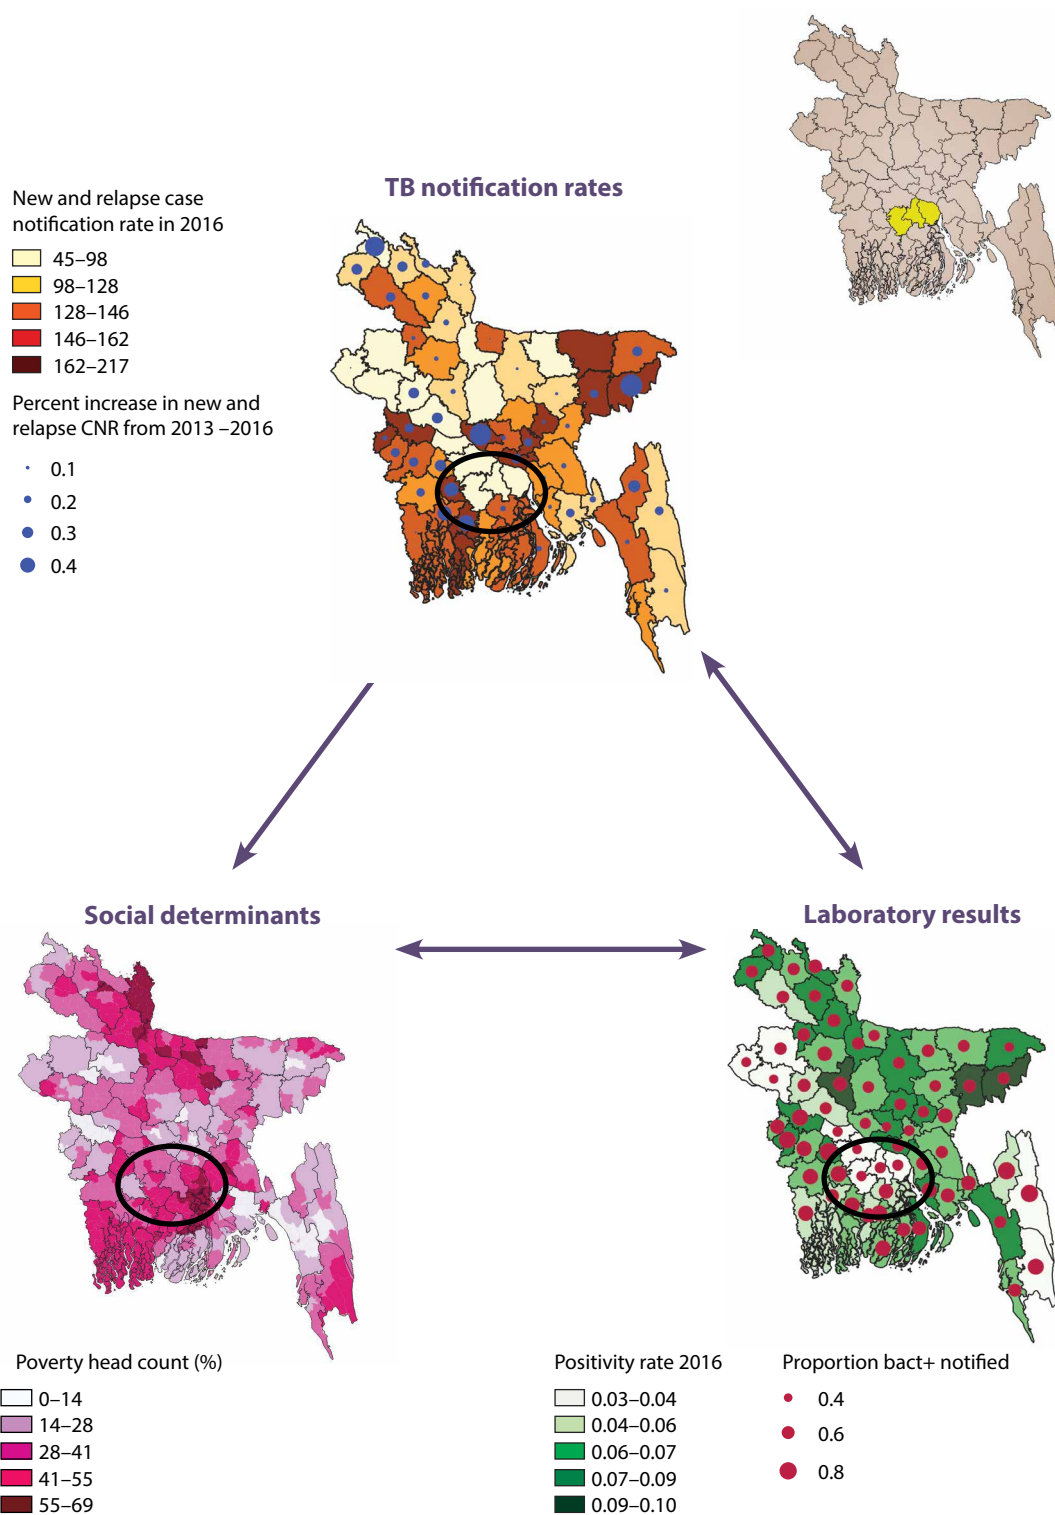 TB notification rates
New and relapse case
notification rate in 2016
45–98
98–128
128–146
146–162
162–217
Percent increase in new and
relapse CNR from 2013 –2016
0.1
0.2
0.3
0.4
Social determinants
Laboratory results
Poverty head count (%)
0–14
14–28
28–41
41–55
55–69
Positivity rate 2016
0.03–0.04
0.04–0.06
0.06–0.07
0.07–0.09
0.09–0.10
Proportion bact+ notified
0.4
0.6
0.8